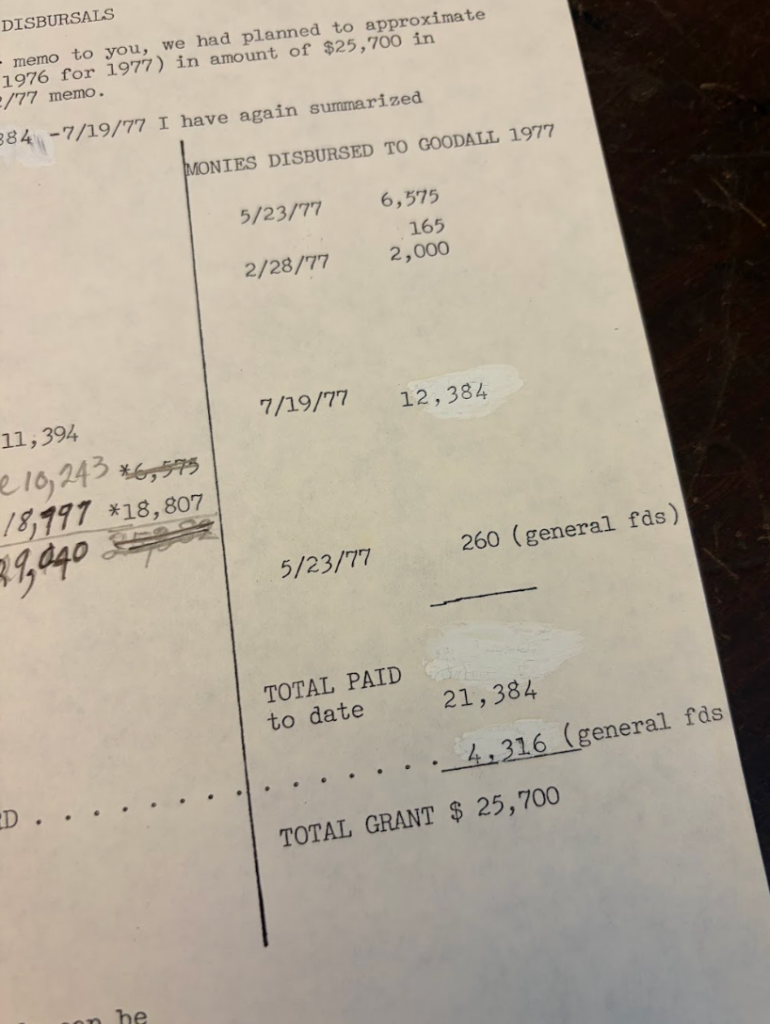 DISBURSALS
memo to you, we had planned to approximate
1976 for 1977) in amount of $25,700 in
/77 memo.
384 -7/19/77 I have again summarized
MONIES DISBURSED TO GOODALL 1977
5/23/77 6,575
165
2/28/77 2,000
7/19/77 12,384
11,394
10,243 *6,575
18,797 *18,807
29,040
5/23/77 260 (general fds)
TOTAL PAID
to date 21,384
4,316 (general fds
D . . . . . . . . . . . . . . . .
TOTAL GRANT $ 25,700
be